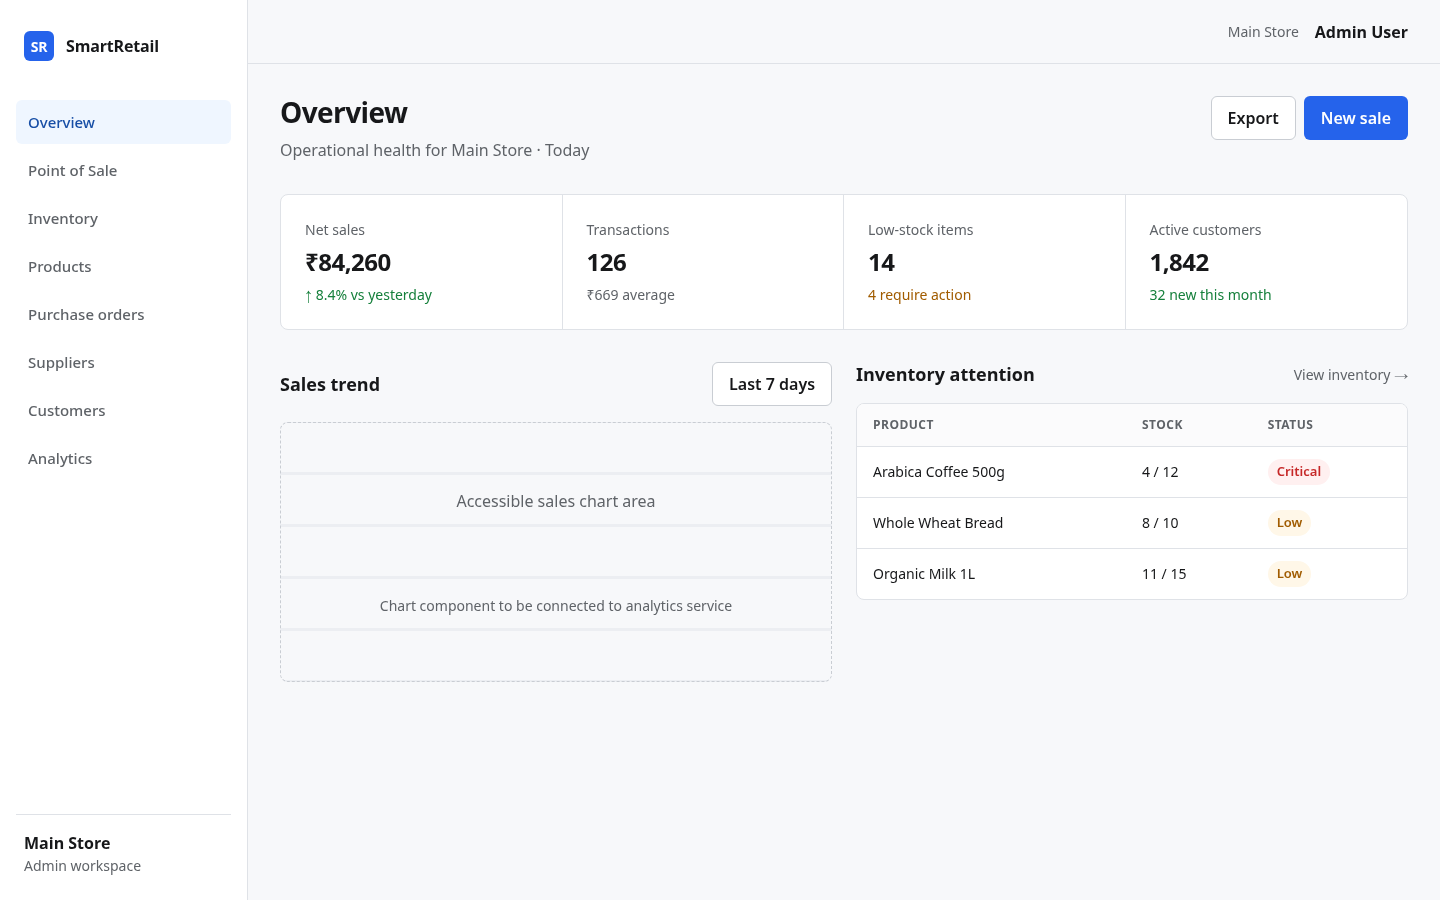 SR SmartRetail
Overview
Point of Sale
Inventory
Products
Purchase orders
Suppliers
Customers
Analytics
Main Store
Admin workspace
Main Store Admin User
Overview
Operational health for Main Store · Today
Export New sale
Net sales
₹84,260
↑ 8.4% vs yesterday
Transactions
126
₹669 average
Low-stock items
14
4 require action
Active customers
1,842
32 new this month
Sales trend Last 7 days
Accessible sales chart area
Chart component to be connected to analytics service
Inventory attention View inventory →
PRODUCT STOCK STATUS
Arabica Coffee 500g 4 / 12 Critical
Whole Wheat Bread 8 / 10 Low
Organic Milk 1L 11 / 15 Low